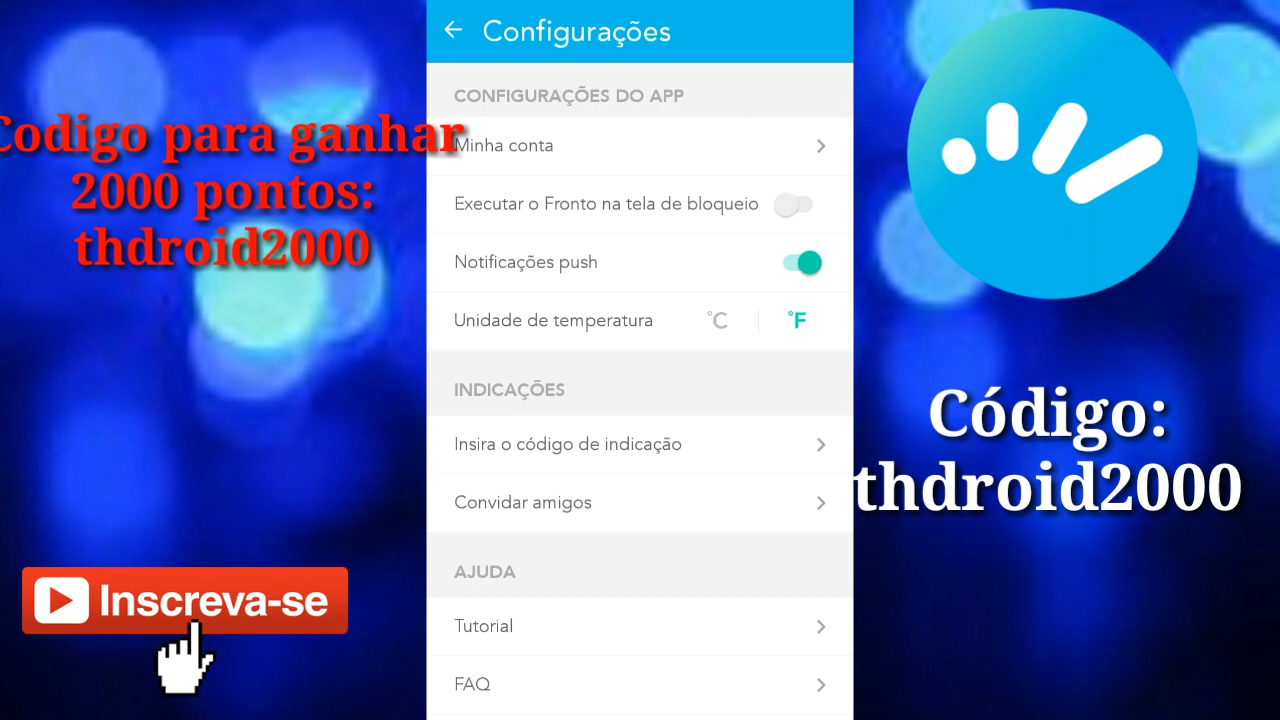 Codigo para ganhar
2000 pontos:
thdroid2000
Inscreva-se
Configurações
CONFIGURAÇÕES DO APP
Minha conta
Executar o Fronto na tela de bloqueio
Notificações push
Unidade de temperatura °C °F
INDICAÇÕES
Insira o código de indicação
Convidar amigos
AJUDA
Tutorial
FAQ
Código:
thdroid2000